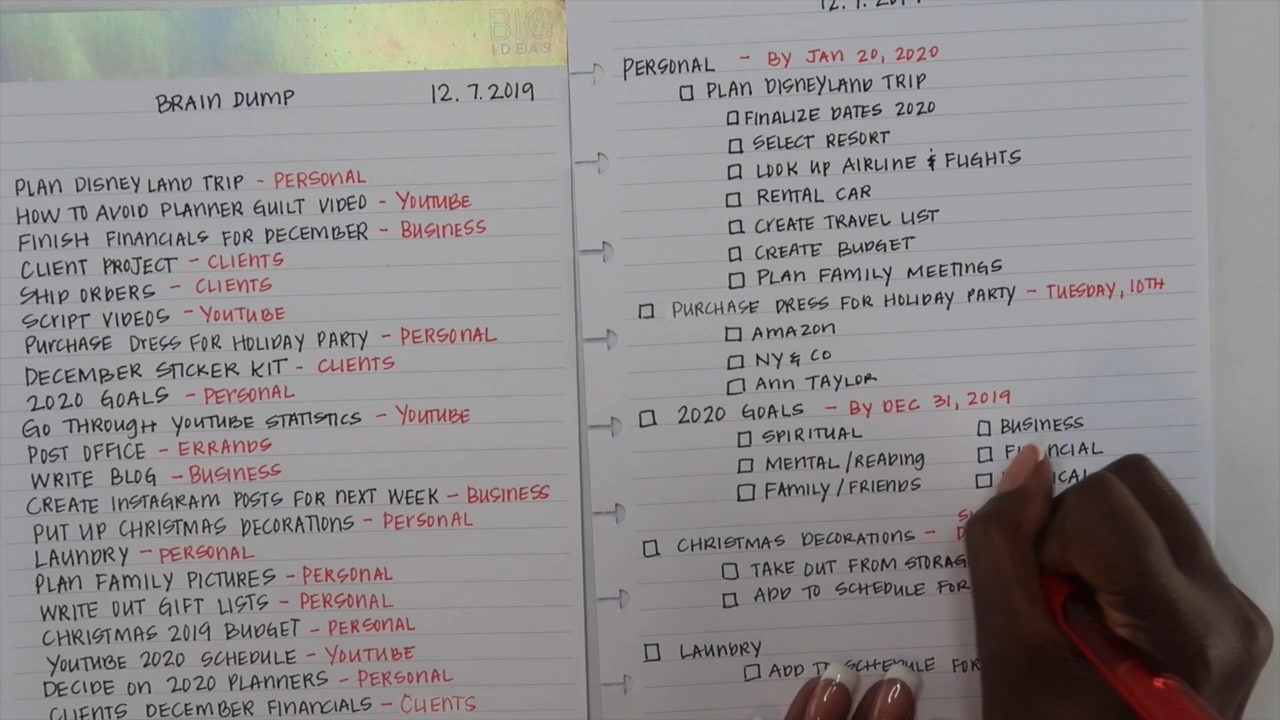 BIG
IDEAS
BRAIN DUMP 12.7.2019
PLAN DISNEYLAND TRIP - PERSONAL
HOW TO AVOID PLANNER GUILT VIDEO - YOUTUBE
FINISH FINANCIALS FOR DECEMBER - BUSINESS
CLIENT PROJECT - CLIENTS
SHIP ORDERS - CLIENTS
SCRIPT VIDEOS - YOUTUBE
PURCHASE DRESS FOR HOLIDAY PARTY - PERSONAL
DECEMBER STICKER KIT - CLIENTS
2020 GOALS - PERSONAL
GO THROUGH YOUTUBE STATISTICS - YOUTUBE
POST OFFICE - ERRANDS
WRITE BLOG - BUSINESS
CREATE INSTAGRAM POSTS FOR NEXT WEEK - BUSINESS
PUT UP CHRISTMAS DECORATIONS - PERSONAL
LAUNDRY - PERSONAL
PLAN FAMILY PICTURES - PERSONAL
WRITE OUT GIFT LISTS - PERSONAL
CHRISTMAS 2019 BUDGET - PERSONAL
YOUTUBE 2020 SCHEDULE - YOUTUBE
DECIDE ON 2020 PLANNERS - PERSONAL
CLIENTS DECEMBER FINANCIALS - CLIENTS
12.7.2019
PERSONAL - BY JAN 20, 2020
PLAN DISNEYLAND TRIP
FINALIZE DATES 2020
SELECT RESORT
LOOK UP AIRLINE & FLIGHTS
RENTAL CAR
CREATE TRAVEL LIST
CREATE BUDGET
PLAN FAMILY MEETINGS
PURCHASE DRESS FOR HOLIDAY PARTY - TUESDAY, 10TH
AMAZON
NY & CO
ANN TAYLOR
2020 GOALS - BY DEC 31, 2019
SPIRITUAL BUSINESS
MENTAL/READING
FAMILY/FRIENDS
CHRISTMAS DECORATIONS -
TAKE OUT FROM
ADD TO SCHEDULE FOR
LAUNDRY
ADD TO SCHEDULE FOR